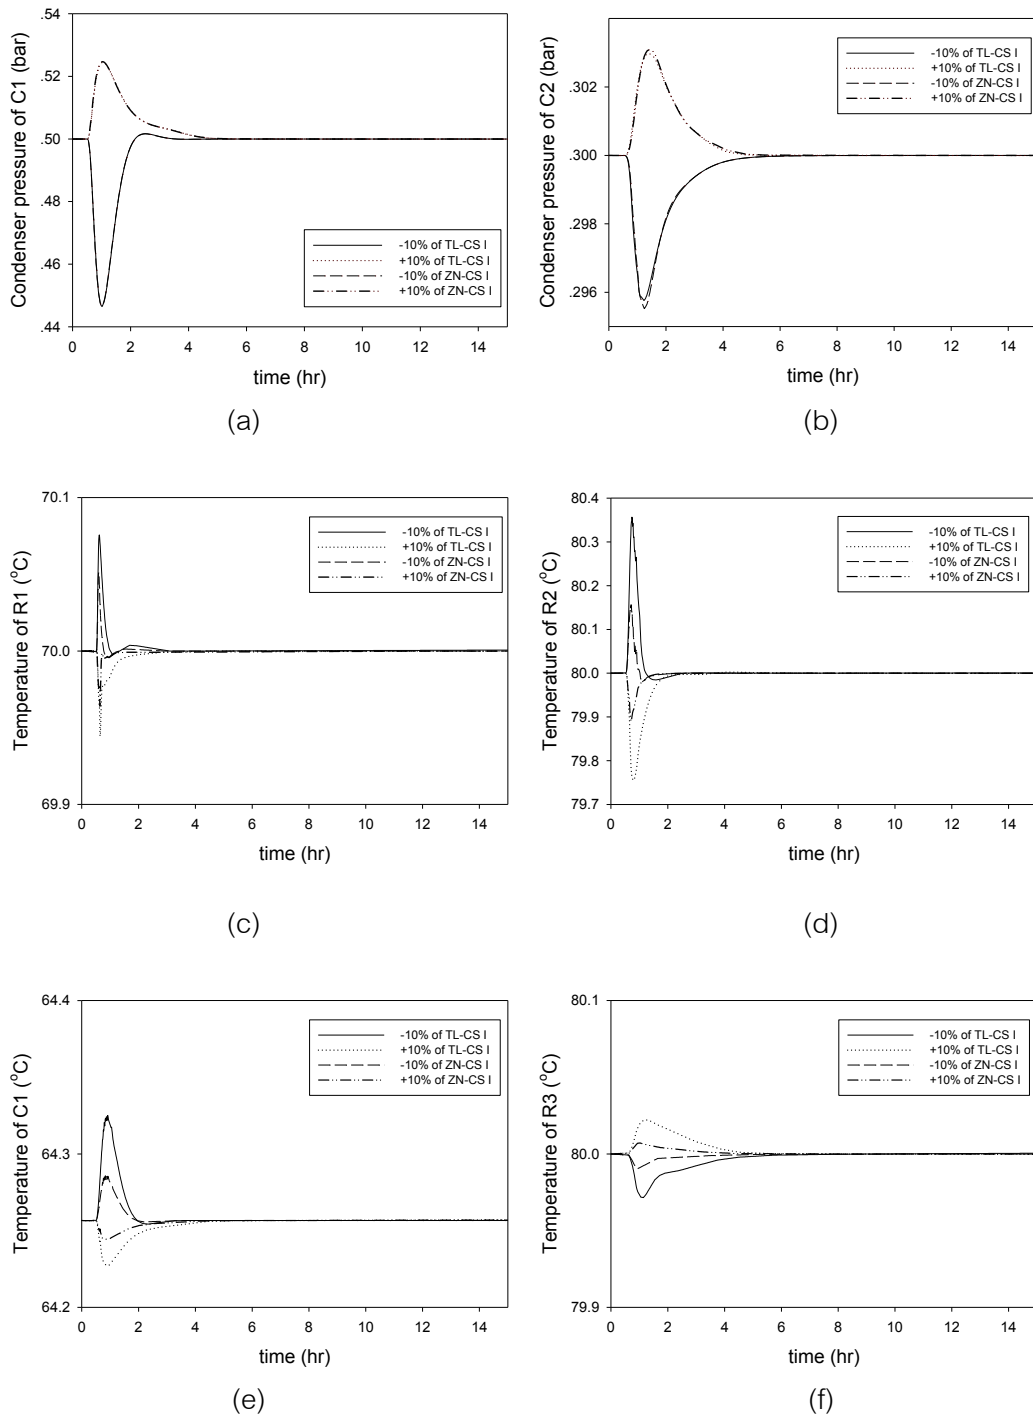 Condenser pressure of C1 (bar)
.52
.52
.50
.48
.46
.44
0 2 4 6 8 10 12 14
-10% of TL-CS I
+10% of TL-CS I
-10% of ZN-CS I
+10% of ZN-CS I
time (hr)
(a)
Condenser pressure of C2 (bar)
.302
.300
.298
.296
0 2 4 6 8 10 12 14
-10% of TL-CS I
+10% of TL-CS I
-10% of ZN-CS I
+10% of ZN-CS I
time (hr)
(b)
Temperature of R1 (°C)
70.1
70.0
69.9
0 2 4 6 8 10 12 14
-10% of TL-CS I
+10% of TL-CS I
-10% of ZN-CS I
+10% of ZN-CS I
time (hr)
(c)
Temperature of R2 (°C)
80.4
80.3
80.2
80.1
80.0
79.9
79.8
79.7
0 2 4 6 8 10 12 14
-10% of TL-CS I
+10% of TL-CS I
-10% of ZN-CS I
+10% of ZN-CS I
time (hr)
(d)
Temperature of C1 (°C)
64.4
64.3
64.2
0 2 4 6 8 10 12 14
-10% of TL-CS I
+10% of TL-CS I
-10% of ZN-CS I
+10% of ZN-CS I
time (hr)
(e)
Temperature of R3 (°C)
80.1
80.0
79.9
0 2 4 6 8 10 12 14
-10% of TL-CS I
+10% of TL-CS I
-10% of ZN-CS I
+10% of ZN-CS I
time (hr)
(f)